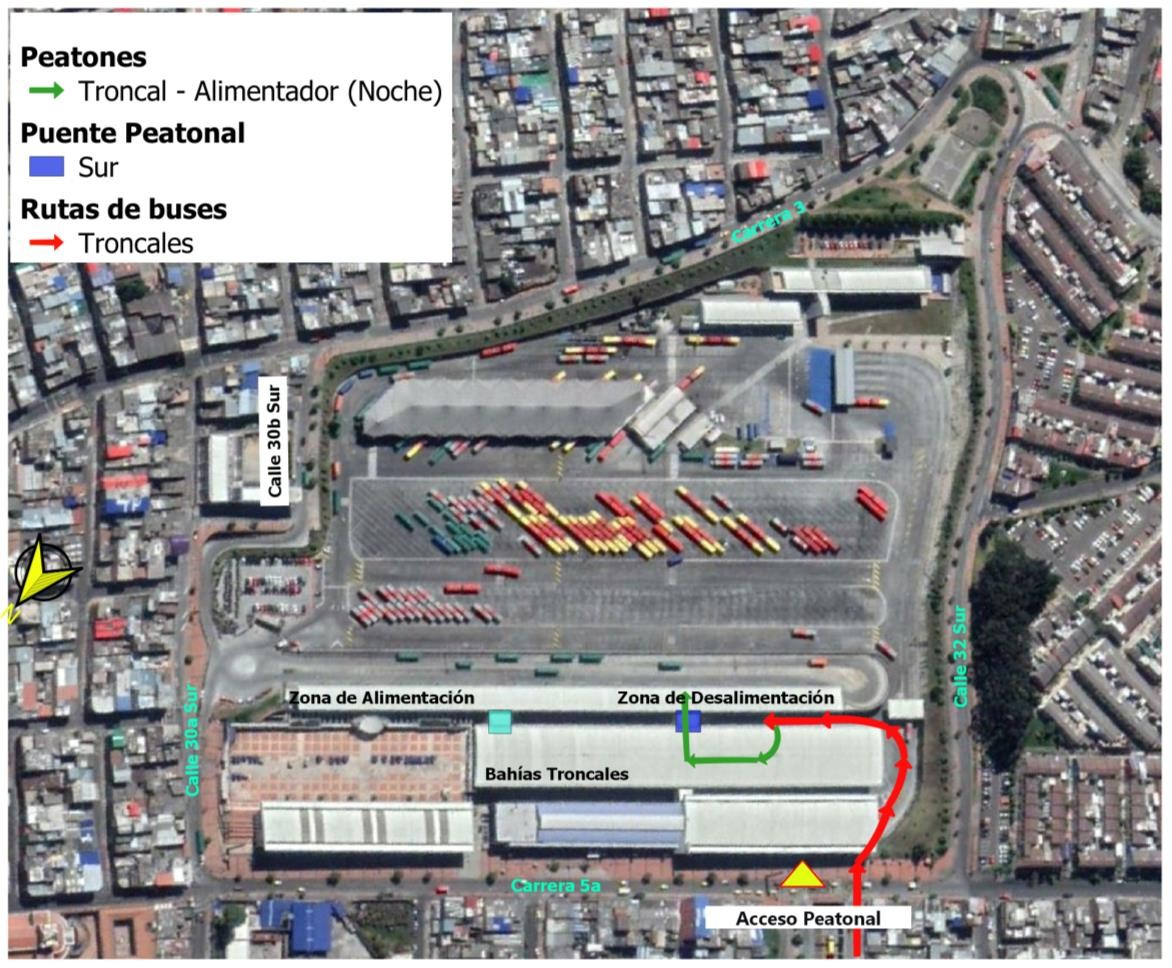 Peatones
Troncal - Alimentador (Noche)
Puente Peatonal
Sur
Rutas de buses
Troncales
Carrera 3
Calle 30b Sur
N
Calle 32 Sur
Calle 30a Sur
Zona de Alimentación
Zona de Desalimentación
Bahías Troncales
Carrera 5a
Acceso Peatonal